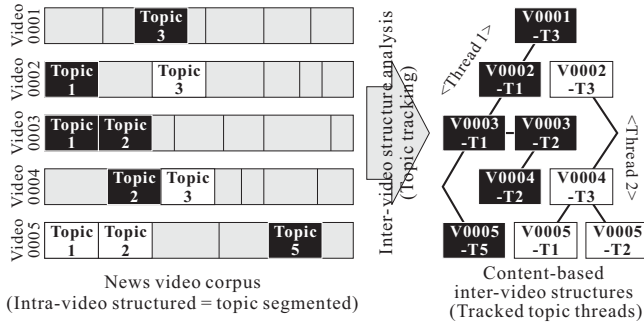 Video
0001
Topic
3
Video
0002
Topic
1
Topic
3
Video
0003
Topic
1
Topic
2
Video
0004
Topic
2
Topic
3
Video
0005
Topic
1
Topic
2
Topic
5
News video corpus
(Intra-video structured = topic segmented)
Inter-video structure analysis
(Topic tracking)
<Thread 1>
<Thread 2>
V0001
-T3
V0002
-T1
V0002
-T3
V0003
-T1
V0003
-T2
V0004
-T2
V0004
-T3
V0005
-T5
V0005
-T1
V0005
-T2
Content-based
inter-video structures
(Tracked topic threads)